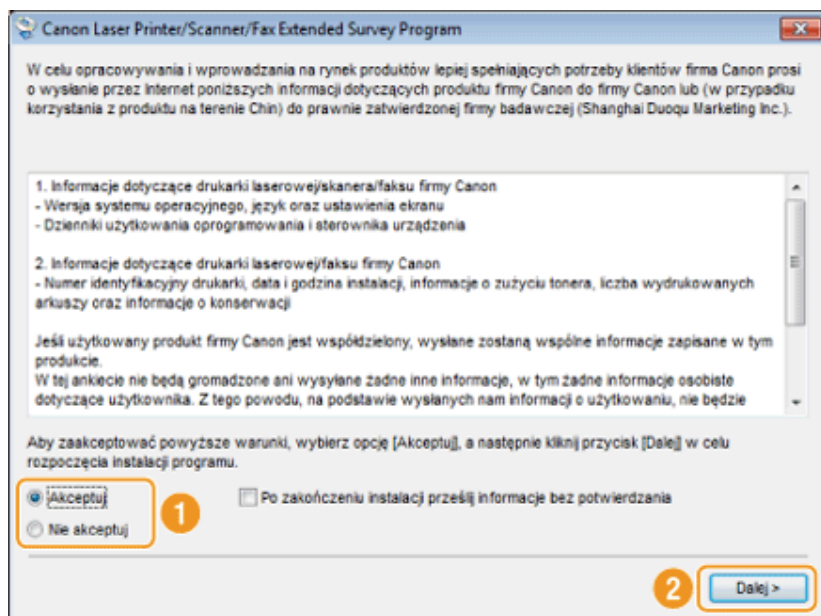 Canon Laser Printer/Scanner/Fax Extended Survey Program
W celu opracowywania i wprowadzania na rynek produktów lepiej spełniających potrzeby klientów firma Canon prosi
o wysłanie przez Internet poniższych informacji dotyczących produktu firmy Canon do firmy Canon lub (w przypadku
korzystania z produktu na terenie Chin) do prawnie zatwierdzonej firmy badawczej (Shanghai Duoqu Marketing Inc.).
1. Informacje dotyczące drukarki laserowej/skanera/faksu firmy Canon
- Wersja systemu operacyjnego, język oraz ustawienia ekranu
- Dzienniki użytkowania oprogramowania i sterownika urządzenia
2. Informacje dotyczące drukarki laserowej/faksu firmy Canon
- Numer identyfikacyjny drukarki, data i godzina instalacji, informacje o zużyciu tonera, liczba wydrukowanych
arkuszy oraz informacje o konserwacji
Jeśli użytkowany produkt firmy Canon jest współdzielony, wysłane zostaną wspólne informacje zapisane w tym
produkcie.
W tej ankiecie nie będą gromadzone ani wysyłane żadne inne informacje, w tym żadne informacje osobiste
dotyczące użytkownika. Z tego powodu, na podstawie wysłanych nam informacji o użytkowaniu, nie będzie
Aby zaakceptować powyższe warunki, wybierz opcję [Akceptuj], a następnie kliknij przycisk [Dalej] w celu
rozpoczęcia instalacji programu.
Akceptuj
Po zakończeniu instalacji prześlij informacje bez potwierdzania
1
Nie akceptuj
2
Dalej >